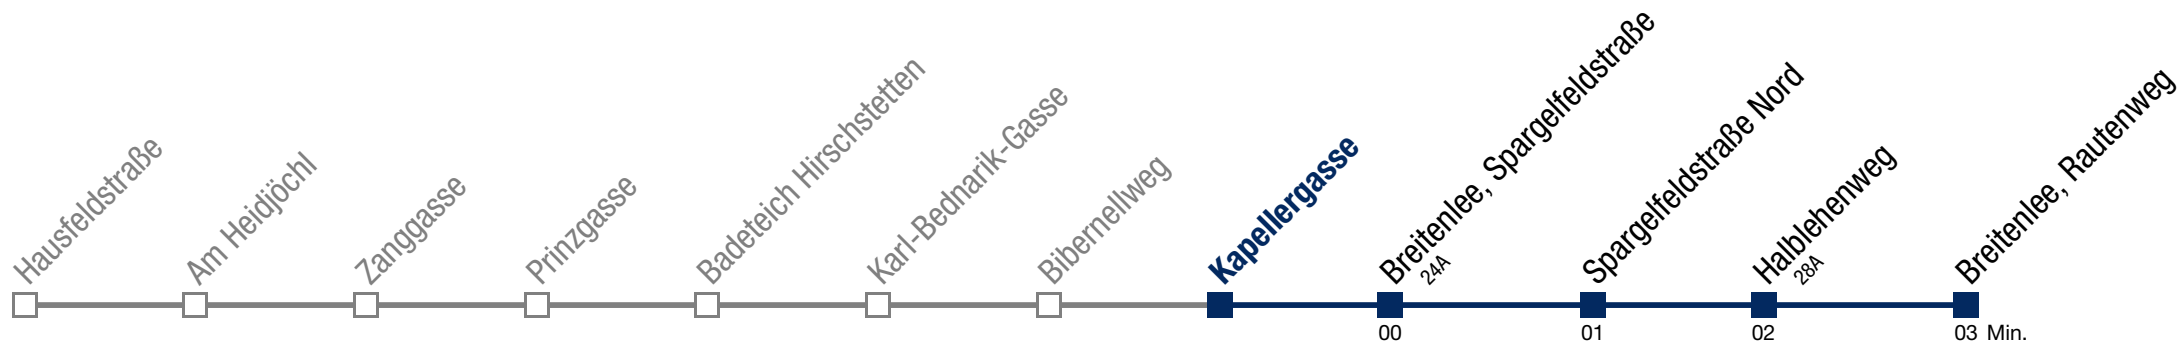 Hausfeldstraße
Am Heidjöchl
Zanggasse
Prinzgasse
Badeteich Hirschstetten
Karl-Bednarik-Gasse
Bibernellweg
Kapellergasse
Breitenlee, Spargelfeldstraße
24A
Spargelfeldstraße Nord
Halblehenweg
28A
Breitenlee, Rautenweg
00 01 02 03 Min.